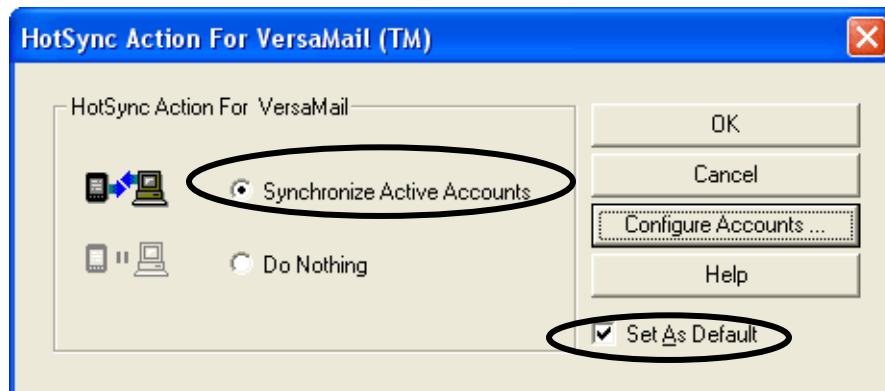 HotSync Action For VersaMail (TM)
HotSync Action For VersaMail
Synchronize Active Accounts
Do Nothing
OK
Cancel
Configure Accounts ...
Help
Set As Default